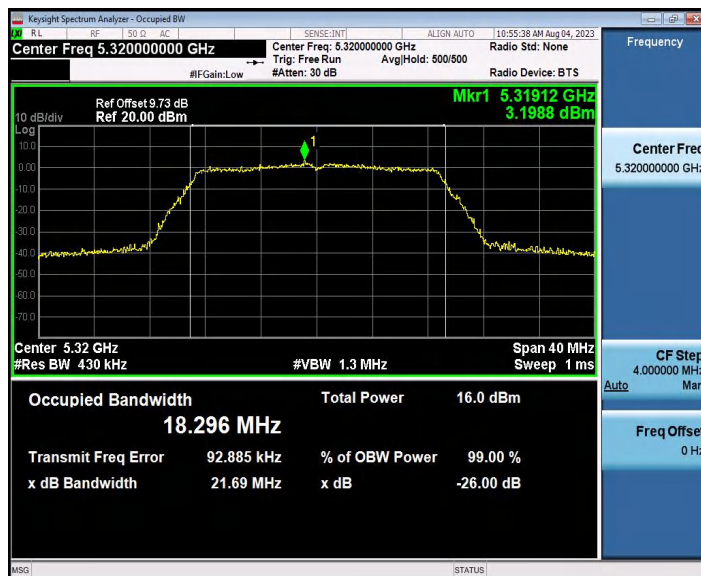 Keysight Spectrum Analyzer - Occupied BW
LXI RL RF 50 Ω AC SENSE:INT ALIGN AUTO 10:55:38 AM Aug 04, 2023
Center Freq 5.320000000 GHz
Center Freq: 5.320000000 GHz
Radio Std: None
Trig: Free Run Avg|Hold: 500/500
#IFGain:Low
#Atten: 30 dB
Radio Device: BTS
Frequency
Ref Offset 9.73 dB
Mkr1 5.31912 GHz
10 dB/div
Ref 20.00 dBm
3.1988 dBm
Log
10.0
1
0.00
-10.0
-20.0
-30.0
-40.0
-50.0
-60.0
-70.0
Center 5.32 GHz
Span 40 MHz
#Res BW 430 kHz
#VBW 1.3 MHz
Sweep 1 ms
Occupied Bandwidth
Total Power 16.0 dBm
18.296 MHz
Transmit Freq Error 92.885 kHz
% of OBW Power 99.00 %
x dB Bandwidth 21.69 MHz
x dB -26.00 dB
Center Freq
5.320000000 GHz
CF Step
4.000000 MHz
Auto Man
Freq Offset
0 Hz
MSG
STATUS